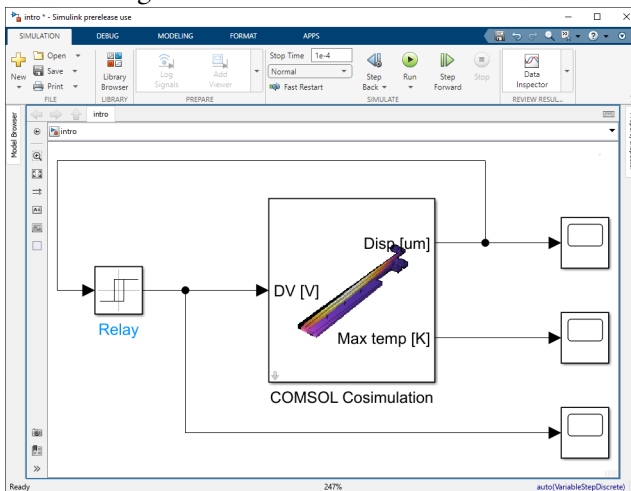 intro * - Simulink prerelease use
SIMULATION DEBUG MODELING FORMAT APPS
New
Open
Save
Print
FILE
Library Browser
LIBRARY
Log Signals
Add Viewer
PREPARE
Stop Time 1e-4
Normal
Fast Restart
Step Back
Run
Step Forward
Stop
SIMULATE
Data Inspector
REVIEW RESUL...
Model Browser
intro
intro
Disp [um]
DV [V]
Max temp [K]
Relay
COMSOL Cosimulation
Ready 247% auto(VariableStepDiscrete)